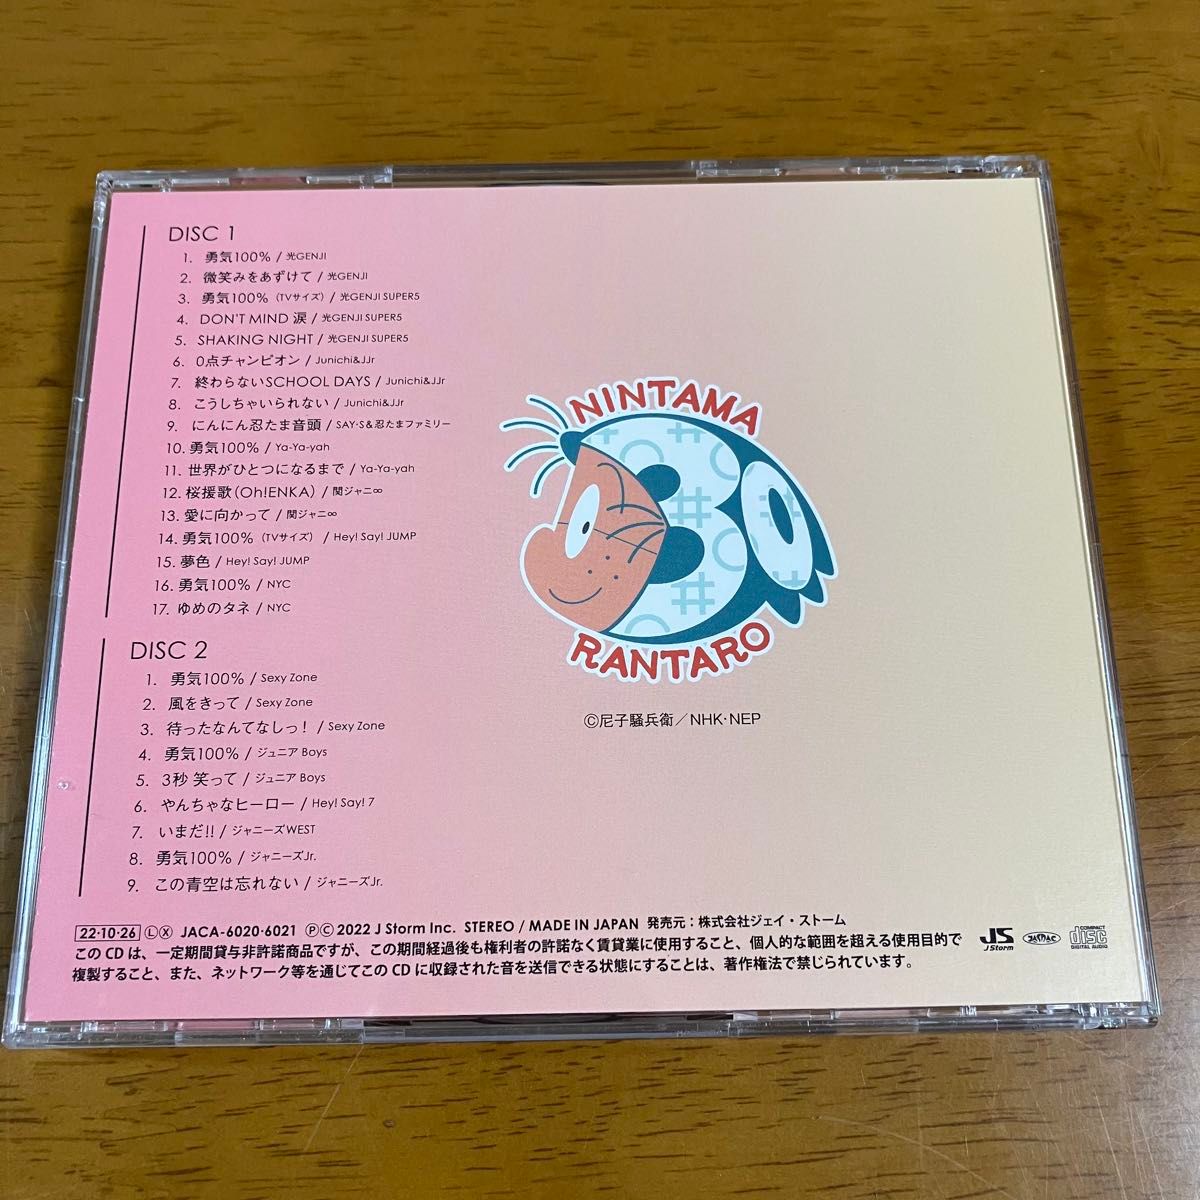 DISC 1
1. 勇気100% / 光GENJI
2. 微笑みをあずけて / 光GENJI
3. 勇気100%（TVサイズ）/ 光GENJI SUPER5
4. DON'T MIND 涙 / 光GENJI SUPER5
5. SHAKING NIGHT / 光GENJI SUPER5
6. 0点チャンピオン / Junichi&JJr
7. 終わらないSCHOOL DAYS / Junichi&JJr
8. こうしちゃいられない / Junichi&JJr
9. にんにん忍たま音頭 / SAY・S&忍たまファミリー
10. 勇気100% / Ya-Ya-yah
11. 世界がひとつになるまで / Ya-Ya-yah
12. 桜援歌（Oh!ENKA）/ 関ジャニ∞
13. 愛に向かって / 関ジャニ∞
14. 勇気100%（TVサイズ）/ Hey! Say! JUMP
15. 夢色 / Hey! Say! JUMP
16. 勇気100% / NYC
17. ゆめのタネ / NYC
DISC 2
1. 勇気100% / Sexy Zone
2. 風をきって / Sexy Zone
3. 待ったなんてなしっ! / Sexy Zone
4. 勇気100% / ジュニア Boys
5. 3秒 笑って / ジュニア Boys
6. やんちゃなヒーロー / Hey! Say! 7
7. いまだ!! / ジャニーズWEST
8. 勇気100% / ジャニーズJr.
9. この青空は忘れない / ジャニーズJr.
NINTAMA
30
RANTARO
©尼子騒兵衛／NHK・NEP
22・10・26 Ⓛ Ⓧ JACA-6020・6021 ℗© 2022 J Storm Inc. STEREO / MADE IN JAPAN 発売元：株式会社ジェイ・ストーム
このCDは、一定期間貸与非許諾商品ですが、この期間経過後も権利者の許諾なく賃貸業に使用すること、個人的な範囲を超える使用目的で
複製すること、また、ネットワーク等を通じてこのCDに収録された音を送信できる状態にすることは、著作権法で禁じられています。
JS
J Storm
COMPACT
disc
DIGITAL AUDIO